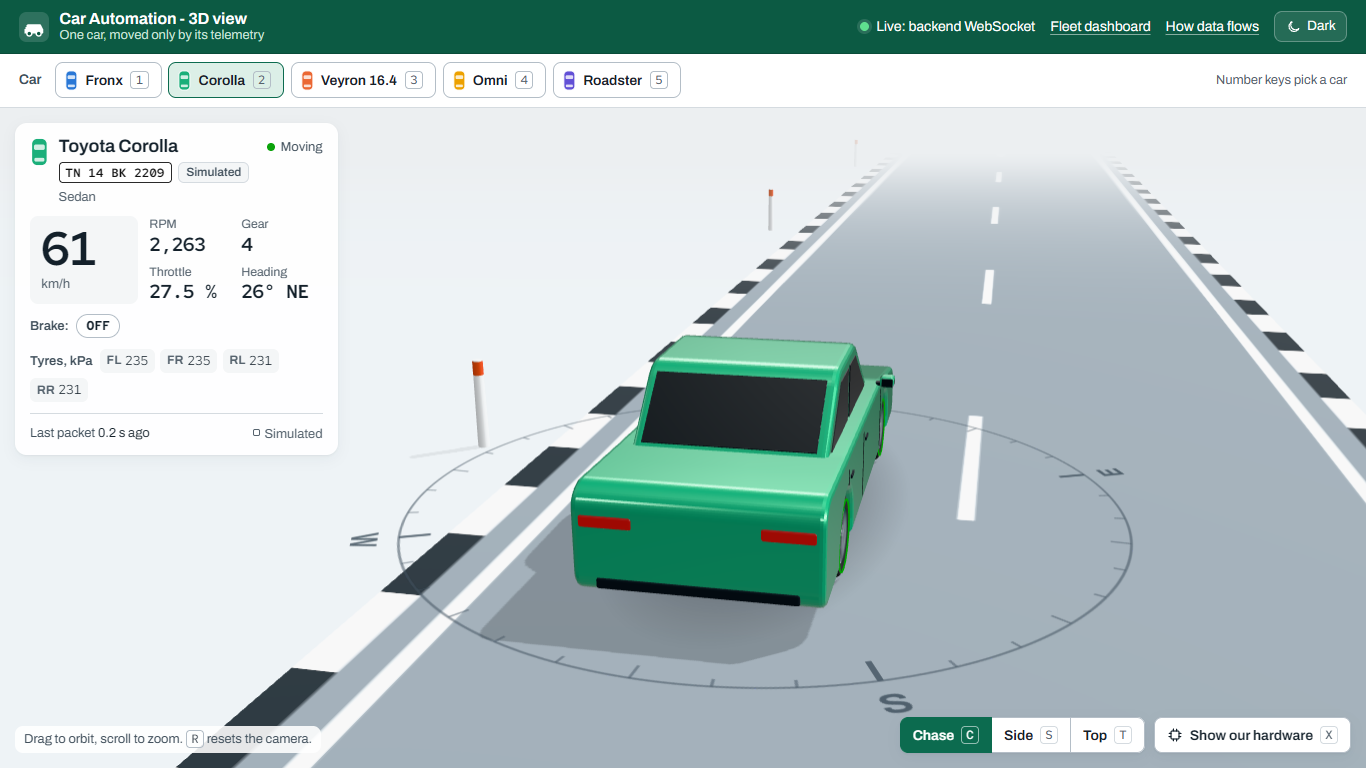 Car Automation - 3D view
One car, moved only by its telemetry
Live: backend WebSocket
Fleet dashboard
How data flows
Dark
Car
Fronx 1
Corolla 2
Veyron 16.4 3
Omni 4
Roadster 5
Number keys pick a car
Toyota Corolla
Moving
TN 14 BK 2209
Simulated
Sedan
61
km/h
RPM
2,263
Gear
4
Throttle
27.5 %
Heading
26° NE
Brake: OFF
Tyres, kPa FL 235 FR 235 RL 231
RR 231
Last packet 0.2 s ago
Simulated
E
W
S
Drag to orbit, scroll to zoom. R resets the camera.
Chase C
Side S
Top T
Show our hardware X